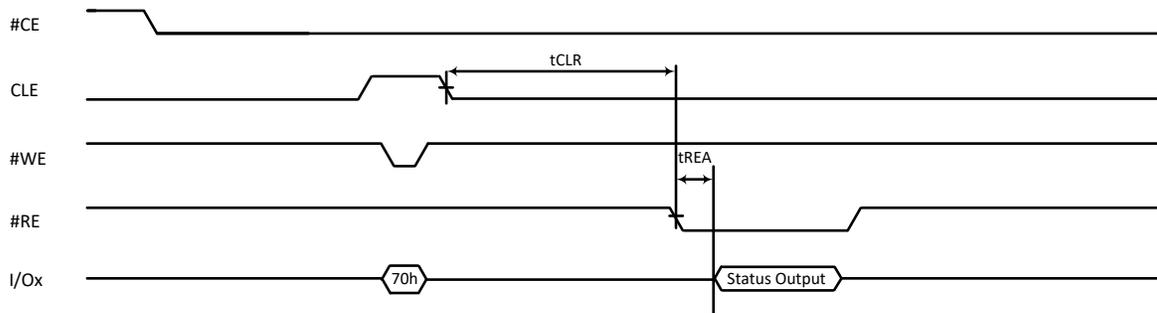 #CE
tCLR
CLE
#WE
tREA
#RE
I/Ox
70h
Status Output